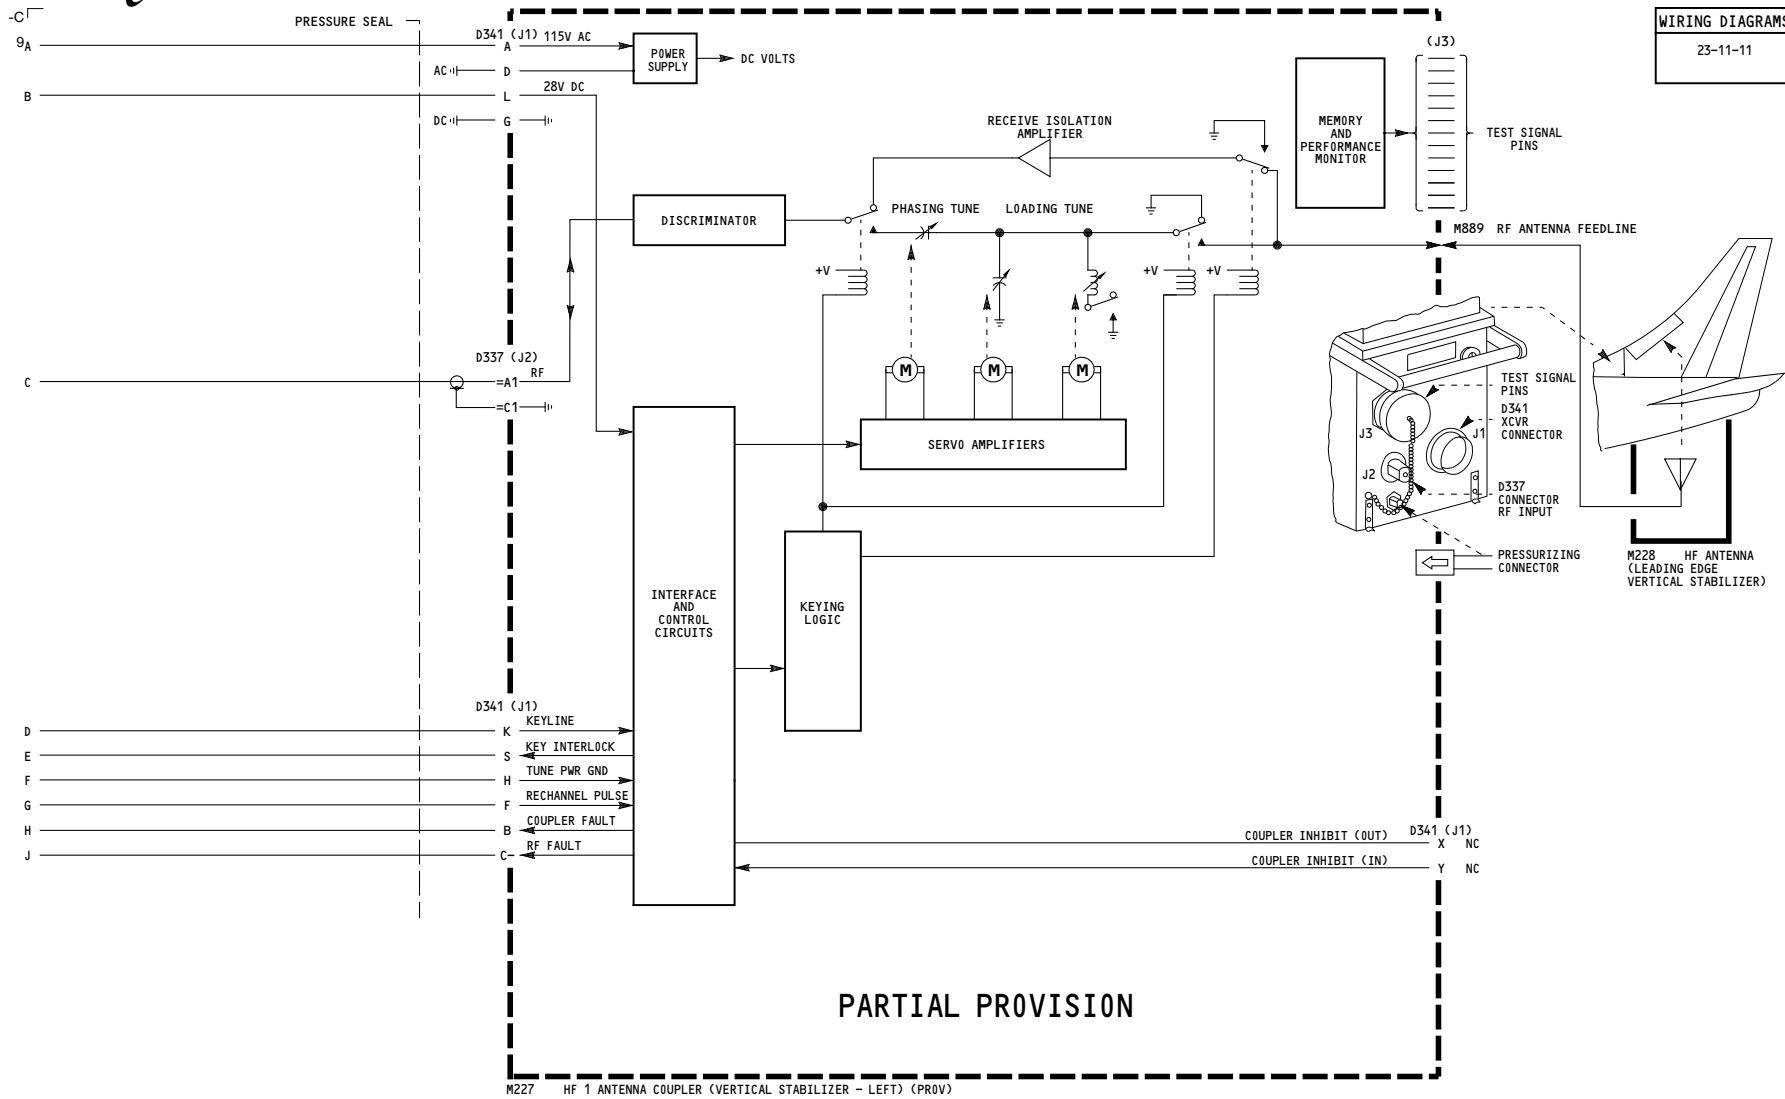 -C
PRESSURE SEAL
WIRING DIAGRAMS
23-11-11
9A
D341 (J1)
A
115V AC
POWER
SUPPLY
DC VOLTS
(J3)
AC
D
B
L
28V DC
DC
G
RECEIVE ISOLATION
AMPLIFIER
MEMORY
AND
PERFORMANCE
MONITOR
TEST SIGNAL
PINS
DISCRIMINATOR
PHASING TUNE
LOADING TUNE
M889 RF ANTENNA FEEDLINE
+V
+V
+V
D337 (J2)
C
=A1
RF
=C1
M
M
M
SERVO AMPLIFIERS
TEST SIGNAL
PINS
D341
XCVR
CONNECTOR
J3
J1
J2
D337
CONNECTOR
RF INPUT
PRESSURIZING
CONNECTOR
M228 HF ANTENNA
(LEADING EDGE
VERTICAL STABILIZER)
INTERFACE
AND
CONTROL
CIRCUITS
KEYING
LOGIC
D341 (J1)
D
K
KEYLINE
E
S
KEY INTERLOCK
F
H
TUNE PWR GND
G
F
RECHANNEL PULSE
H
B
COUPLER FAULT
J
C
RF FAULT
COUPLER INHIBIT (OUT)
D341 (J1)
X NC
COUPLER INHIBIT (IN)
Y NC
PARTIAL PROVISION
M227 HF 1 ANTENNA COUPLER (VERTICAL STABILIZER - LEFT) (PROV)